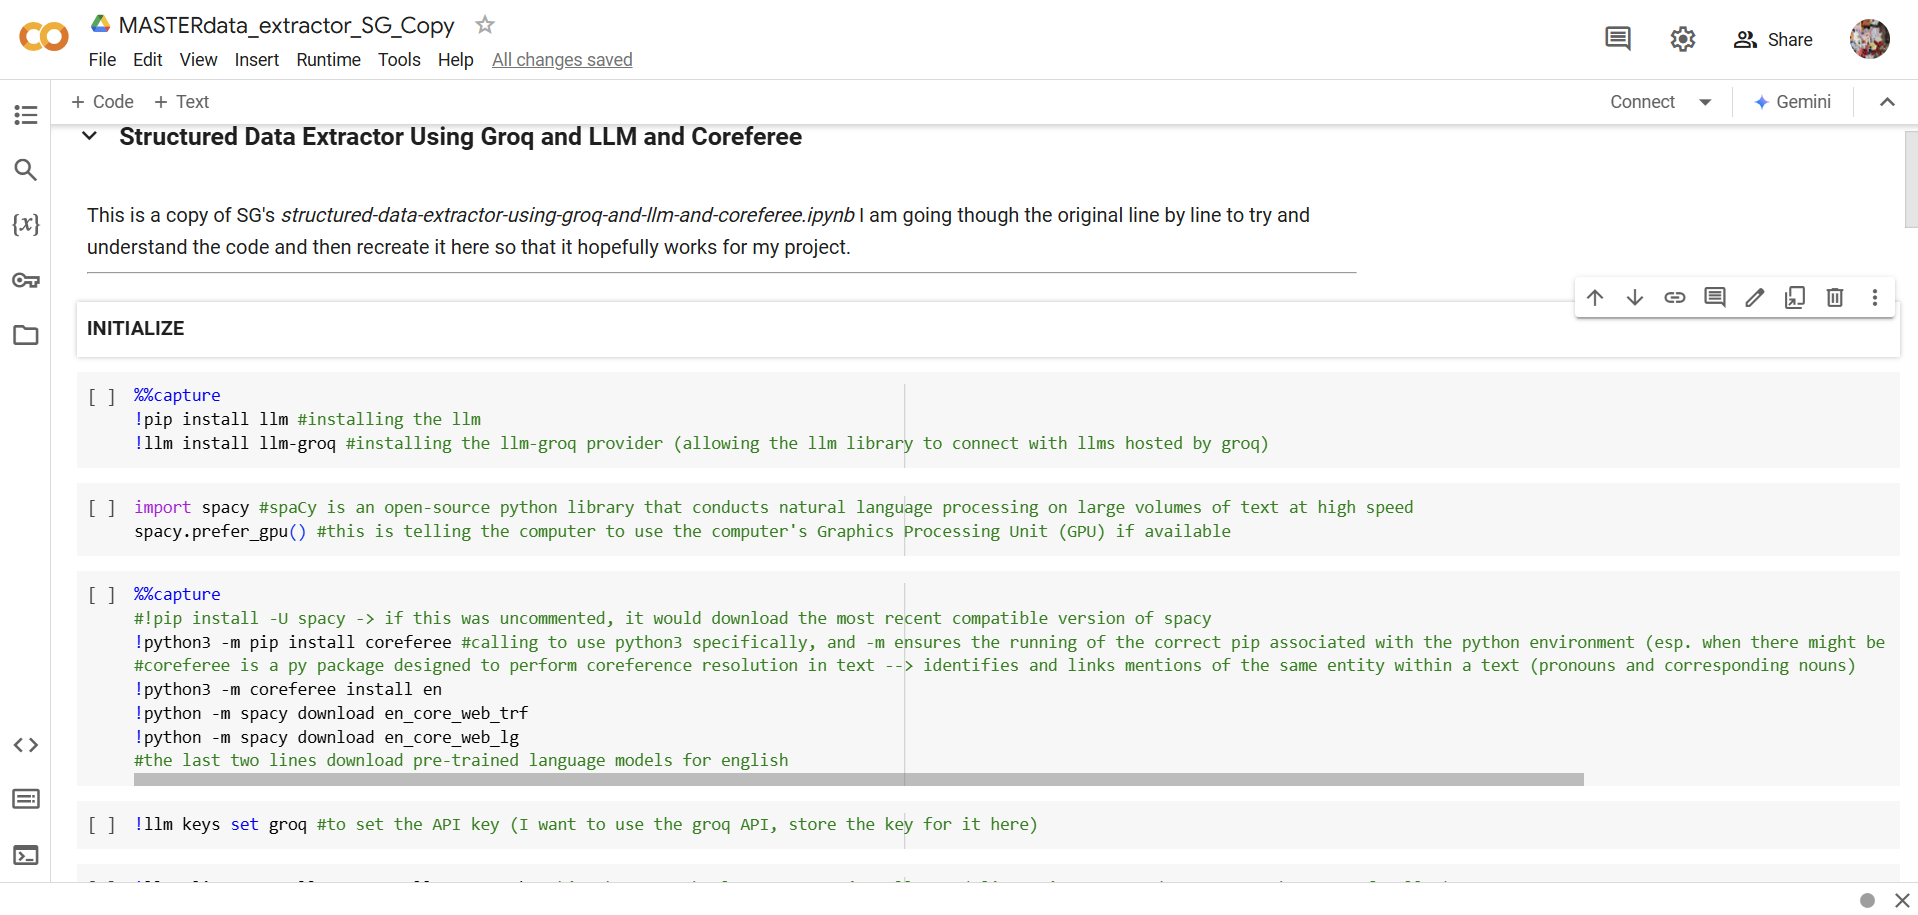 MASTERdata_extractor_SG_Copy
File Edit View Insert Runtime Tools Help All changes saved
Share
+ Code + Text
Connect
Gemini
Structured Data Extractor Using Groq and LLM and Coreferee
This is a copy of SG's structured-data-extractor-using-groq-and-llm-and-coreferee.ipynb I am going though the original line by line to try and
understand the code and then recreate it here so that it hopefully works for my project.
INITIALIZE
[ ] %%capture
!pip install llm #installing the llm
!llm install llm-groq #installing the llm-groq provider (allowing the llm library to connect with llms hosted by groq)
[ ] import spacy #spaCy is an open-source python library that conducts natural language processing on large volumes of text at high speed
spacy.prefer_gpu() #this is telling the computer to use the computer's Graphics Processing Unit (GPU) if available
[ ] %%capture
#!pip install -U spacy -> if this was uncommented, it would download the most recent compatible version of spacy
!python3 -m pip install coreferee #calling to use python3 specifically, and -m ensures the running of the correct pip associated with the python environment (esp. when there might be
#coreferee is a py package designed to perform coreference resolution in text --> identifies and links mentions of the same entity within a text (pronouns and corresponding nouns)
!python3 -m coreferee install en
!python -m spacy download en_core_web_trf
!python -m spacy download en_core_web_lg
#the last two lines download pre-trained language models for english
[ ] !llm keys set groq #to set the API key (I want to use the groq API, store the key for it here)